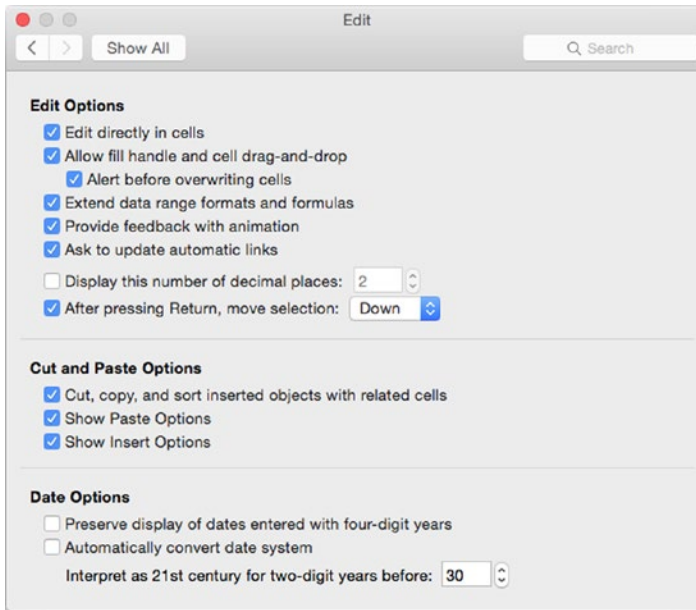 Edit
Show All
Search
Edit Options
Edit directly in cells
Allow fill handle and cell drag-and-drop
Alert before overwriting cells
Extend data range formats and formulas
Provide feedback with animation
Ask to update automatic links
Display this number of decimal places: 2
After pressing Return, move selection: Down
Cut and Paste Options
Cut, copy, and sort inserted objects with related cells
Show Paste Options
Show Insert Options
Date Options
Preserve display of dates entered with four-digit years
Automatically convert date system
Interpret as 21st century for two-digit years before: 30